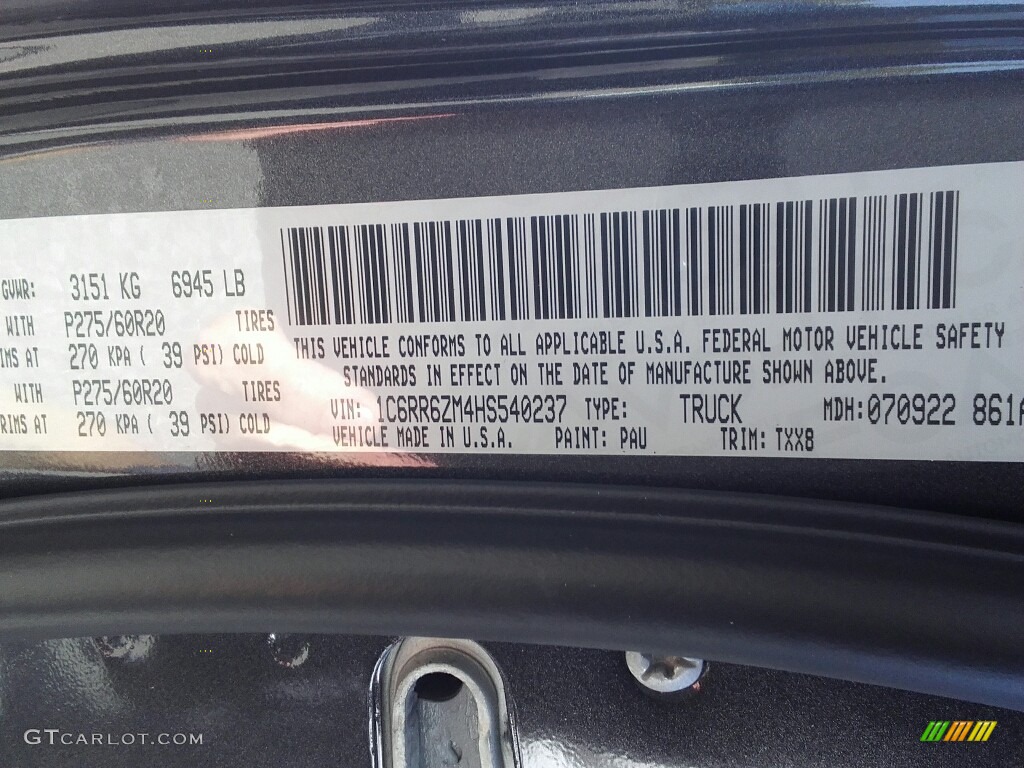 GVWR: 3151 KG 6945 LB
WITH P275/60R20 TIRES
IMS AT 270 KPA ( 39 PSI) COLD
WITH P275/60R20 TIRES
RIMS AT 270 KPA ( 39 PSI) COLD
THIS VEHICLE CONFORMS TO ALL APPLICABLE U.S.A. FEDERAL MOTOR VEHICLE SAFETY
STANDARDS IN EFFECT ON THE DATE OF MANUFACTURE SHOWN ABOVE.
VIN: 1C6RR6ZM4HS540237 TYPE: TRUCK MDH:070922 861A
VEHICLE MADE IN U.S.A. PAINT: PAU TRIM: TXX8
GTCARLOT.COM